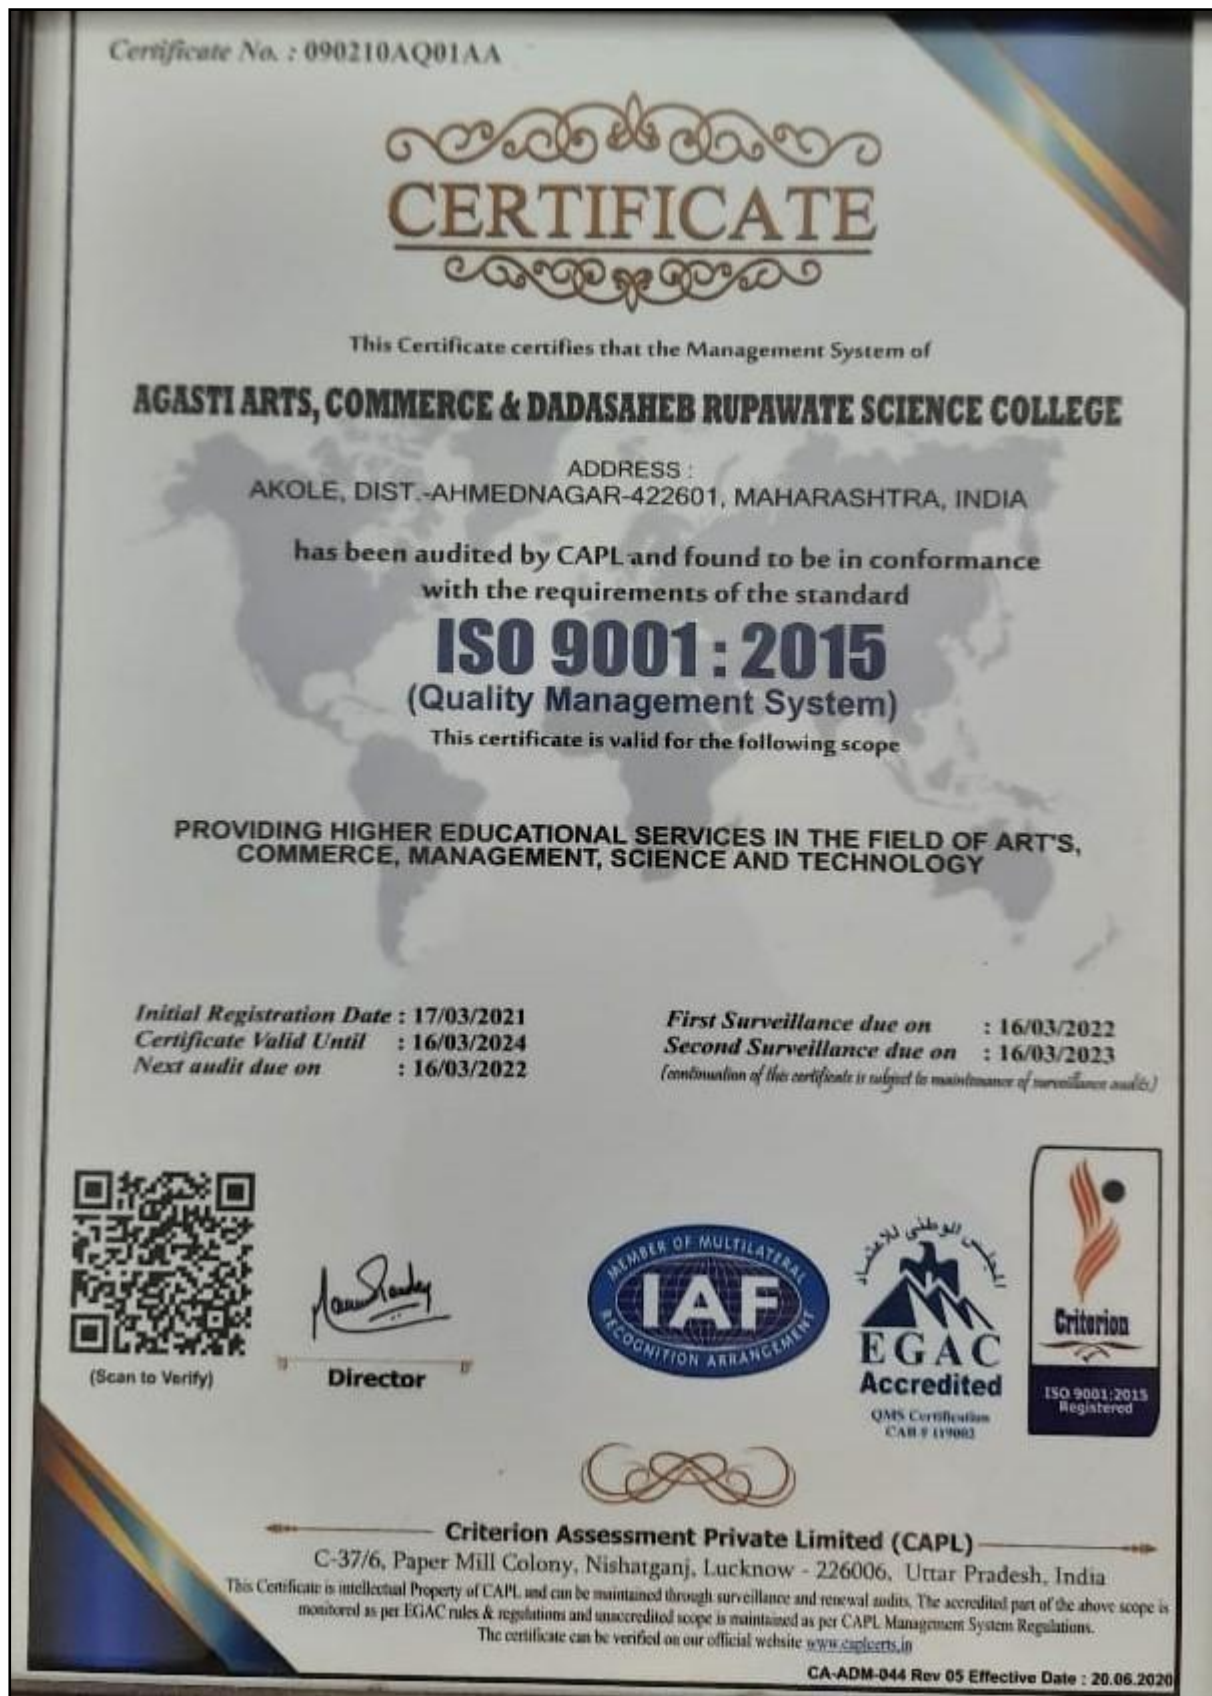 Certificate No. : 090210AQ01AA
CERTIFICATE
This Certificate certifies that the Management System of
AGASTI ARTS, COMMERCE & DADASAHEB RUPAWATE SCIENCE COLLEGE
ADDRESS :
AKOLE, DIST.-AHMEDNAGAR-422601, MAHARASHTRA, INDIA
has been audited by CAPL and found to be in conformance
with the requirements of the standard
ISO 9001 : 2015
(Quality Management System)
This certificate is valid for the following scope
PROVIDING HIGHER EDUCATIONAL SERVICES IN THE FIELD OF ART'S,
COMMERCE, MANAGEMENT, SCIENCE AND TECHNOLOGY
Initial Registration Date : 17/03/2021
Certificate Valid Until : 16/03/2024
Next audit due on : 16/03/2022
First Surveillance due on : 16/03/2022
Second Surveillance due on : 16/03/2023
(continuation of this certificate is subject to maintenance of surveillance audits)
(Scan to Verify)
Director
MEMBER OF MULTILATERAL
IAF
RECOGNITION ARRANGEMENT
المجلس الوطنى للاعتماد
EGAC
Accredited
QMS Certification
CAB # 119003
Criterion
ISO 9001:2015
Registered
Criterion Assessment Private Limited (CAPL)
C-37/6, Paper Mill Colony, Nishatganj, Lucknow - 226006, Uttar Pradesh, India
This Certificate is intellectual Property of CAPL and can be maintained through surveillance and renewal audits. The accredited part of the above scope is
monitored as per EGAC rules & regulations and unaccredited scope is maintained as per CAPL Management System Regulations.
The certificate can be verified on our official website www.caplcerts.in
CA-ADM-044 Rev 05 Effective Date : 20.06.2020